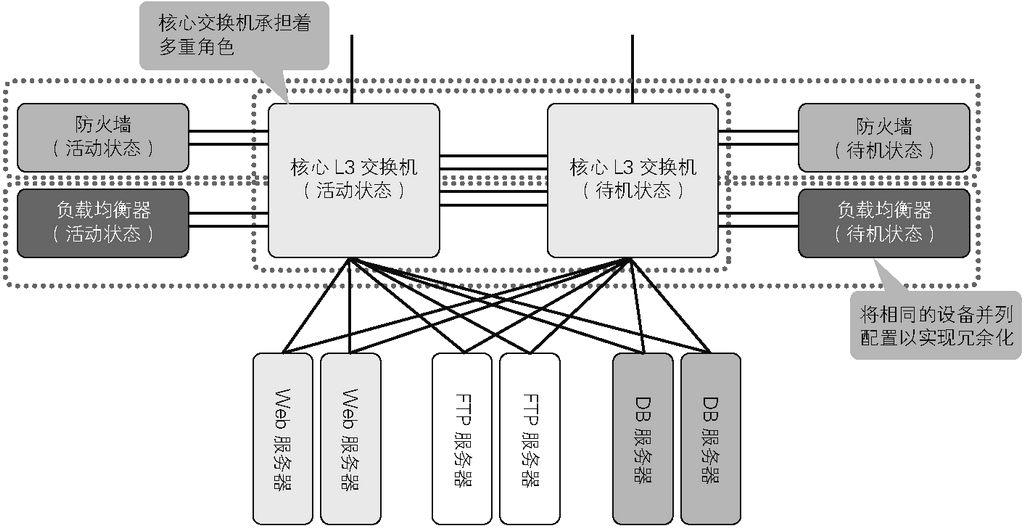 核心交换机承担着
多重角色
防火墙
（活动状态）
核心 L3 交换机
（活动状态）
核心 L3 交换机
（待机状态）
防火墙
（待机状态）
负载均衡器
（活动状态）
负载均衡器
（待机状态）
将相同的设备并列
配置以实现冗余化
Web 服务器
Web 服务器
FTP 服务器
FTP 服务器
DB 服务器
DB 服务器